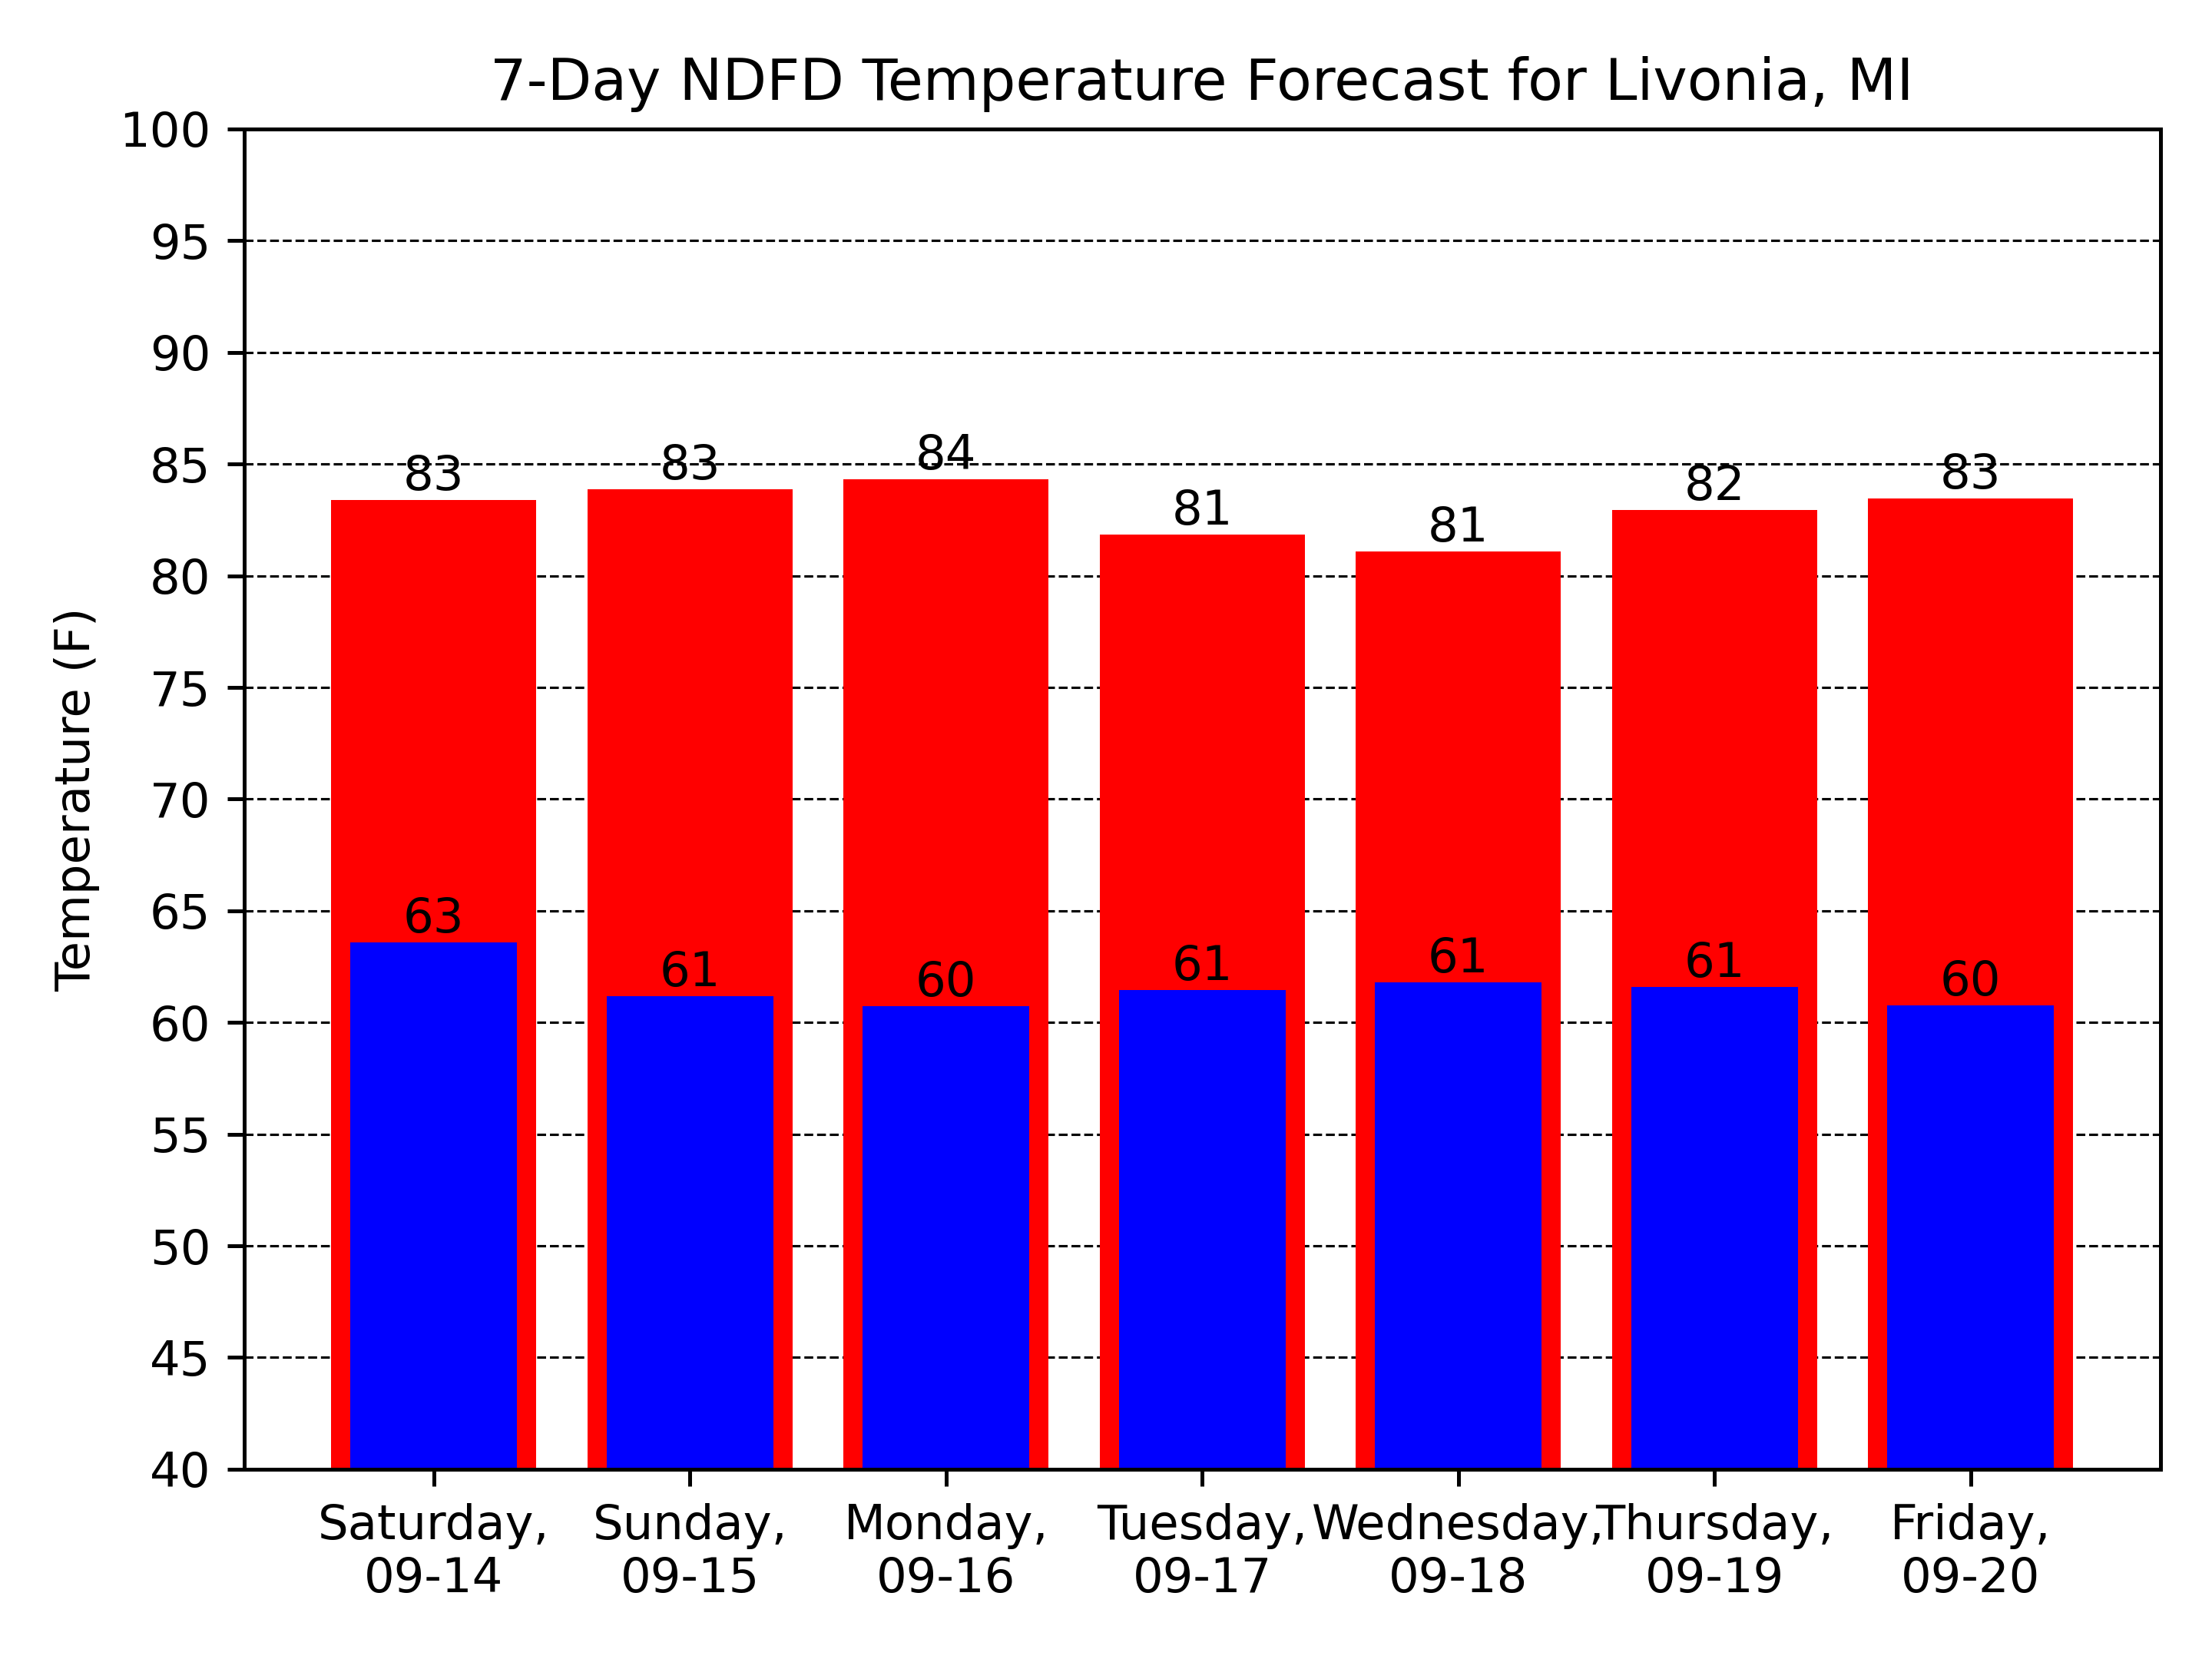 7-Day NDFD Temperature Forecast for Livonia, MI
100
95
90
85
80
75
70
65
60
55
50
45
40
Temperature (F)
83 83 84 81 81 82 83
63 61 60 61 61 61 60
Saturday, Sunday, Monday, Tuesday, Wednesday, Thursday, Friday,
09-14 09-15 09-16 09-17 09-18 09-19 09-20